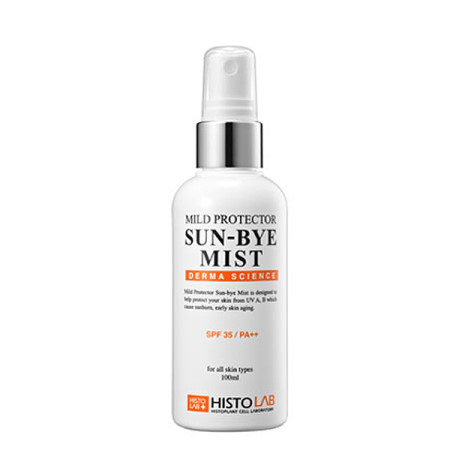 MILD PROTECTOR
SUN-BYE
MIST
DERMA SCIENCE
Mild Protector Sun-bye Mist is designed to
help protect your skin from UV A, B which
cause sunburn, early skin aging.
SPF 35 / PA++
for all skin types
100ml
HISTO
LAB+
HISTOLAB
HISTOPLANT CELL LABORATORY